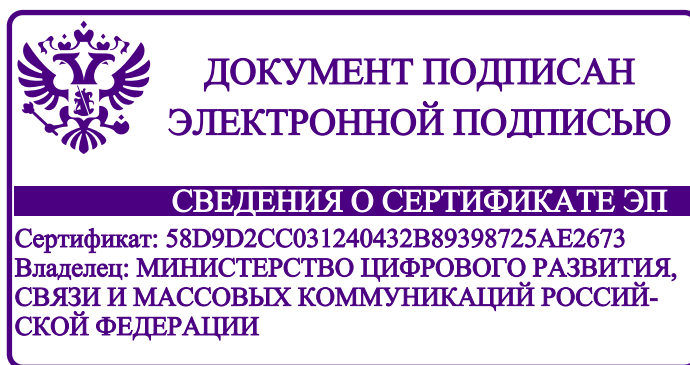 ДОКУМЕНТ ПОДПИСАН
ЭЛЕКТРОННОЙ ПОДПИСЬЮ
СВЕДЕНИЯ О СЕРТИФИКАТЕ ЭП
Сертификат: 58D9D2CC031240432B89398725AE2673
Владелец: МИНИСТЕРСТВО ЦИФРОВОГО РАЗВИТИЯ,
СВЯЗИ И МАССОВЫХ КОММУНИКАЦИЙ РОССИЙ-
СКОЙ ФЕДЕРАЦИИ